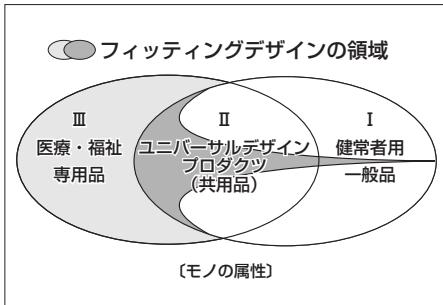 フィッティングデザインの領域
Ⅲ
医療・福祉
専用品
Ⅱ
ユニバーサルデザイン
プロダクツ
（共用品）
Ⅰ
健常者用
一般品
〔モノの属性〕